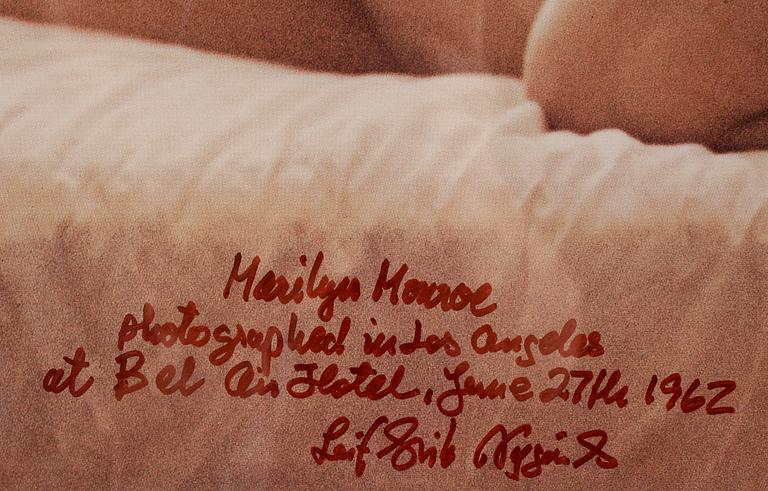 Marilyn Monroe
photographed in Los Angeles
at Bel Air Hotel, June 27th 1962
Leif Erik Nygårds